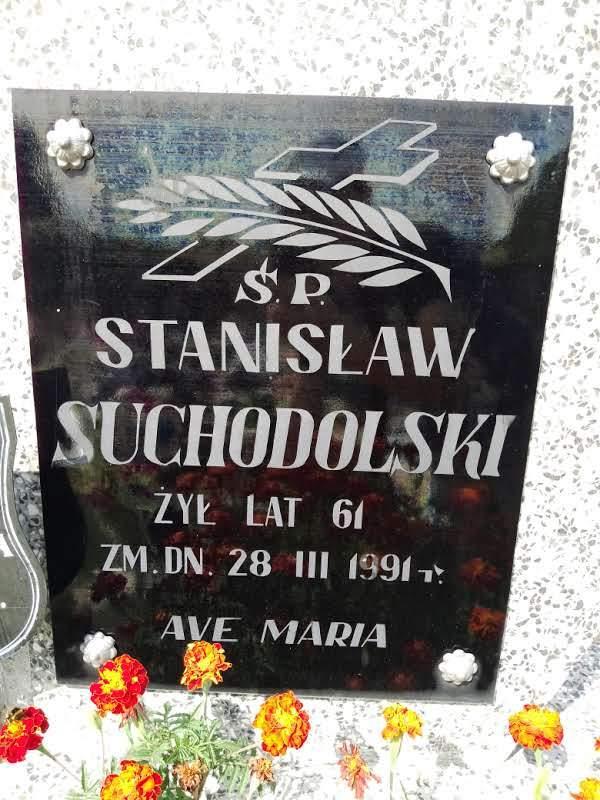 Ś.P.
STANISŁAW
SUCHODOLSKI
ŻYŁ LAT 61
ZM. DN. 28 III 1991 r.
AVE MARIA